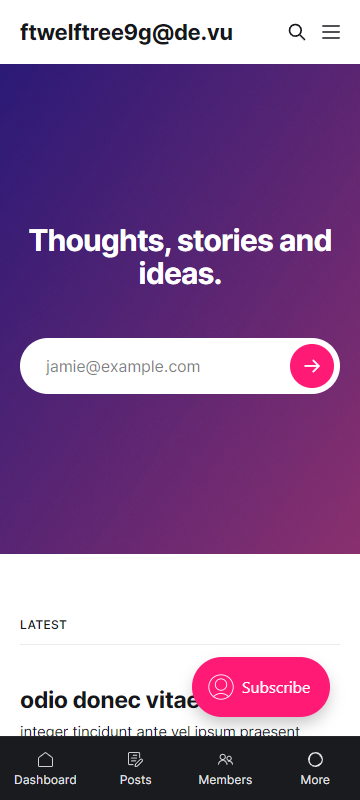 ftwelftree9g@de.vu
Thoughts, stories and
ideas.
jamie@example.com
LATEST
odio donec vitae
Subscribe
integer tincidunt ante vel ipsum praesent
Dashboard
Posts
Members
More